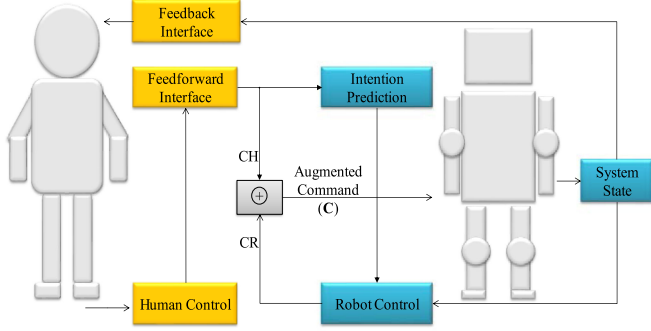 Feedback
Interface
Feedforward
Interface
Intention
Prediction
CH
Augmented
Command
(C)
System
State
CR
Human Control
Robot Control